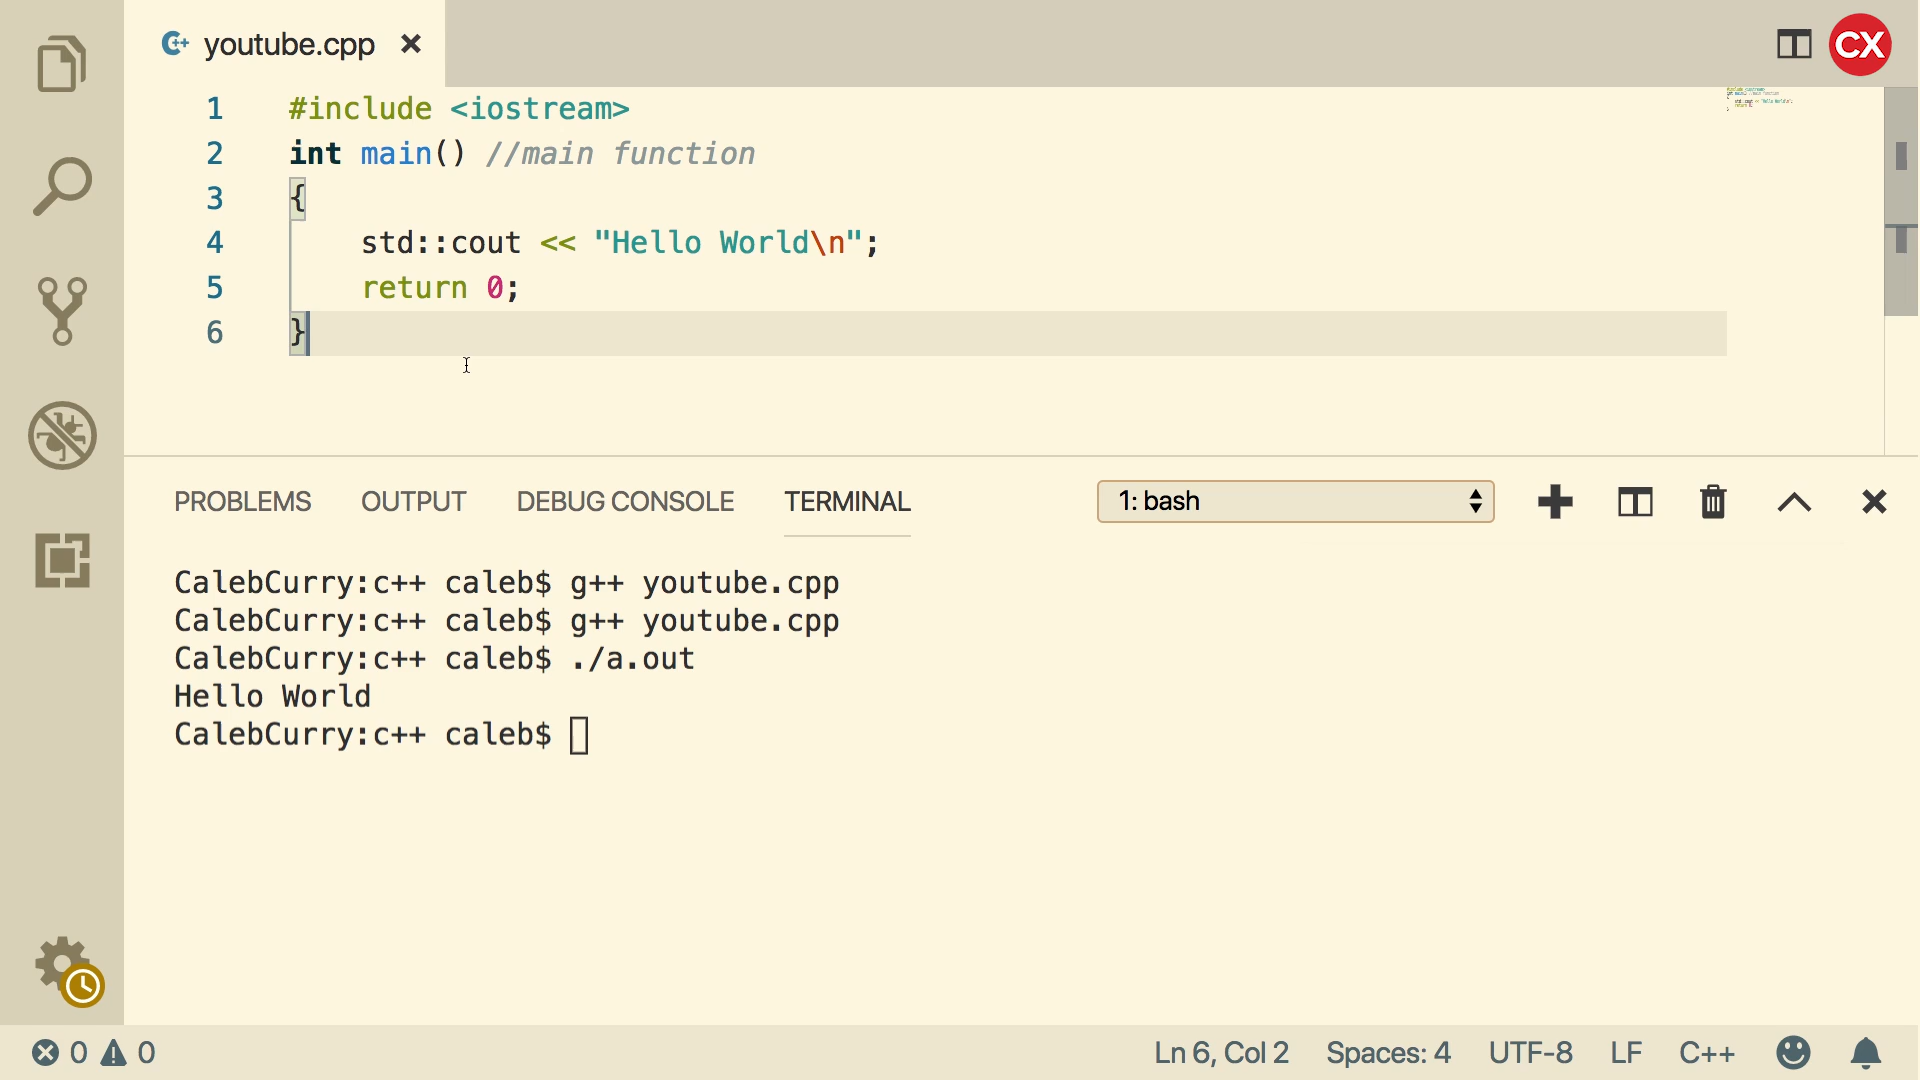 youtube.cpp
CX
1 #include <iostream>
2 int main() //main function
3 {
4 std::cout << "Hello World\n";
5 return 0;
6 }
PROBLEMS OUTPUT DEBUG CONSOLE TERMINAL 1: bash
CalebCurry:c++ caleb$ g++ youtube.cpp
CalebCurry:c++ caleb$ g++ youtube.cpp
CalebCurry:c++ caleb$ ./a.out
Hello World
CalebCurry:c++ caleb$
0 0 Ln 6, Col 2 Spaces: 4 UTF-8 LF C++